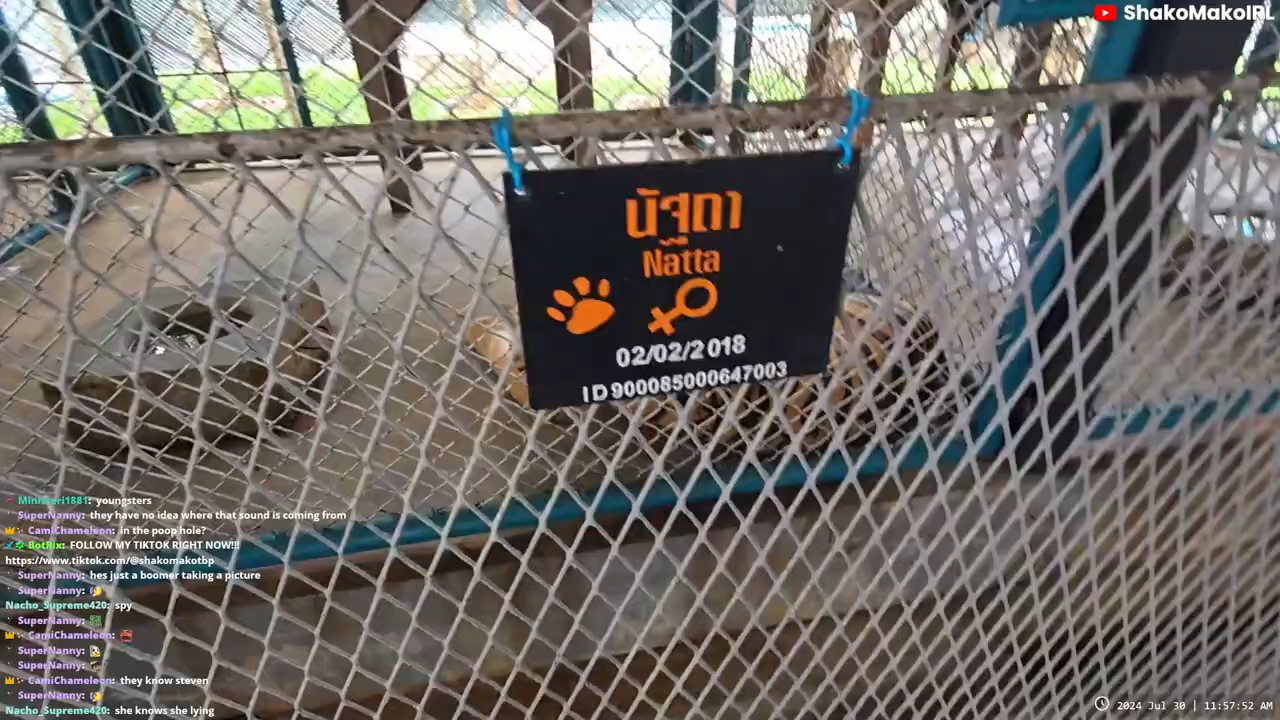 ShakoMakoIRL
นัฐถา
Natta
02/02/2018
ID 900085000647003
Minnteri1881: youngsters
SuperNanny: they have no idea where that sound is coming from
CamiChameleon: in the poop hole?
BotRix: FOLLOW MY TIKTOK RIGHT NOW!!!
https://www.tiktok.com/@shakomakotbp
SuperNanny: hes just a boomer taking a picture
SuperNanny:
Nacho_Supreme420: spy
SuperNanny:
CamiChameleon:
SuperNanny:
SuperNanny:
CamiChameleon: they know steven
SuperNanny:
Nacho_Supreme420: she knows she lying
2024 Jul 30 | 11:57:52 AM